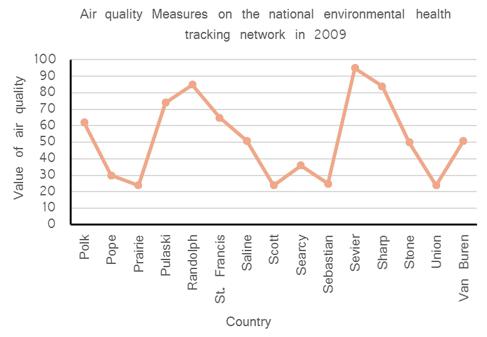 Air quality Measures on the national environmental health
tracking network in 2009
Value of air quality
100
90
80
70
60
50
40
30
20
10
0
Polk
Pope
Prairie
Pulaski
Randolph
St. Francis
Saline
Scott
Searcy
Sebastian
Sevier
Sharp
Stone
Union
Van Buren
Country